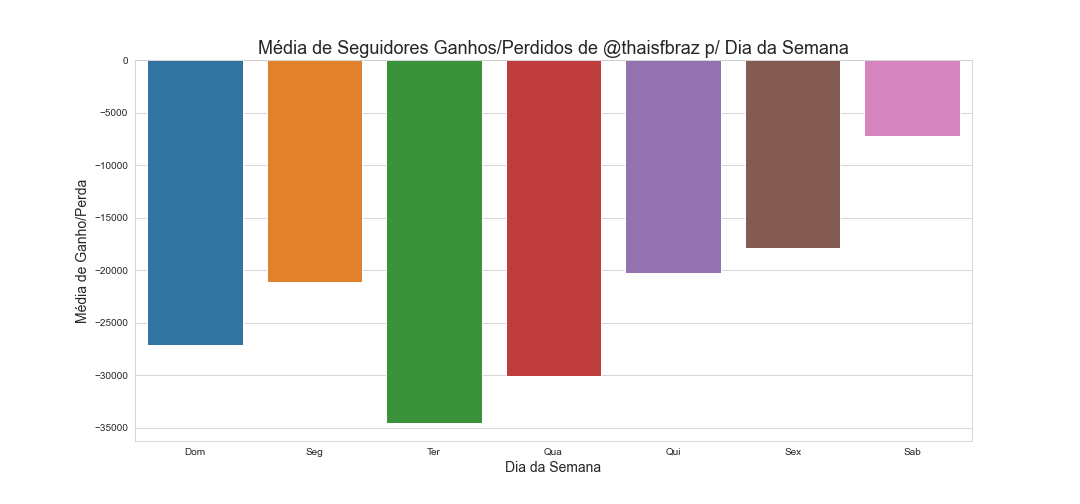 Média de Seguidores Ganhos/Perdidos de @thaisfbraz p/ Dia da Semana
0
−5000
−10000
−15000
−20000
−25000
−30000
−35000
Média de Ganho/Perda
Dom Seg Ter Qua Qui Sex Sab
Dia da Semana